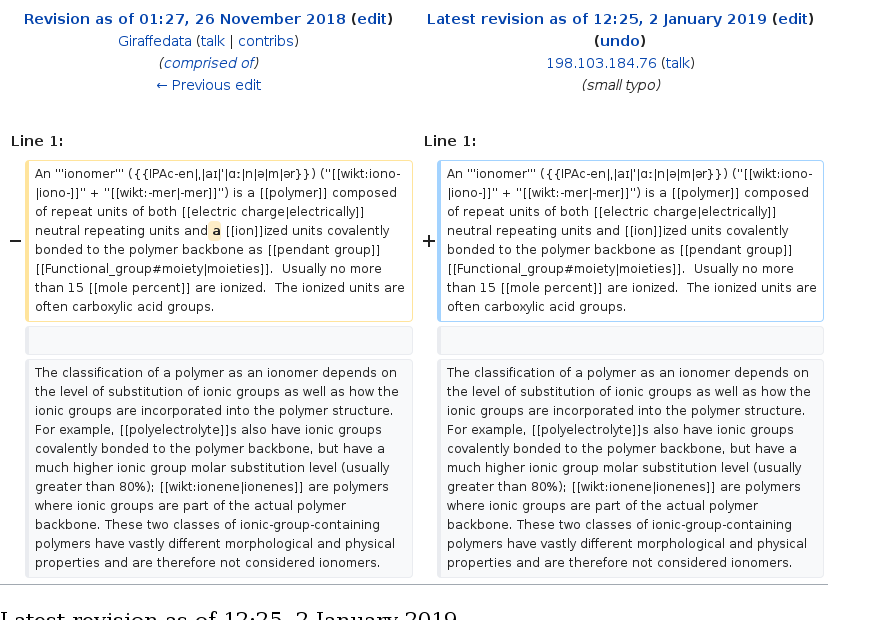 Revision as of 01:27, 26 November 2018 (edit)
Giraffedata (talk | contribs)
(comprised of)
← Previous edit
Latest revision as of 12:25, 2 January 2019 (edit)
(undo)
198.103.184.76 (talk)
(small typo)
Line 1:
Line 1:
−
An '''ionomer''' ({{IPAc-en|ˌ|aɪ|'|ɑː|n|ə|m|ər}}) (''[[wikt:iono-
|iono-]]'' + ''[[wikt:-mer|-mer]]'') is a [[polymer]] composed
of repeat units of both [[electric charge|electrically]]
neutral repeating units and a [[ion]]ized units covalently
bonded to the polymer backbone as [[pendant group]]
[[Functional_group#moiety|moieties]].  Usually no more
than 15 [[mole percent]] are ionized.  The ionized units are
often carboxylic acid groups.
+
An '''ionomer''' ({{IPAc-en|ˌ|aɪ|'|ɑː|n|ə|m|ər}}) (''[[wikt:iono-
|iono-]]'' + ''[[wikt:-mer|-mer]]'') is a [[polymer]] composed
of repeat units of both [[electric charge|electrically]]
neutral repeating units and [[ion]]ized units covalently
bonded to the polymer backbone as [[pendant group]]
[[Functional_group#moiety|moieties]].  Usually no more
than 15 [[mole percent]] are ionized.  The ionized units are
often carboxylic acid groups.
The classification of a polymer as an ionomer depends on
the level of substitution of ionic groups as well as how the
ionic groups are incorporated into the polymer structure.
For example, [[polyelectrolyte]]s also have ionic groups
covalently bonded to the polymer backbone, but have a
much higher ionic group molar substitution level (usually
greater than 80%); [[wikt:ionene|ionenes]] are polymers
where ionic groups are part of the actual polymer
backbone. These two classes of ionic-group-containing
polymers have vastly different morphological and physical
properties and are therefore not considered ionomers.
The classification of a polymer as an ionomer depends on
the level of substitution of ionic groups as well as how the
ionic groups are incorporated into the polymer structure.
For example, [[polyelectrolyte]]s also have ionic groups
covalently bonded to the polymer backbone, but have a
much higher ionic group molar substitution level (usually
greater than 80%); [[wikt:ionene|ionenes]] are polymers
where ionic groups are part of the actual polymer
backbone. These two classes of ionic-group-containing
polymers have vastly different morphological and physical
properties and are therefore not considered ionomers.
Latest revision as of 12:25, 2 January 2019